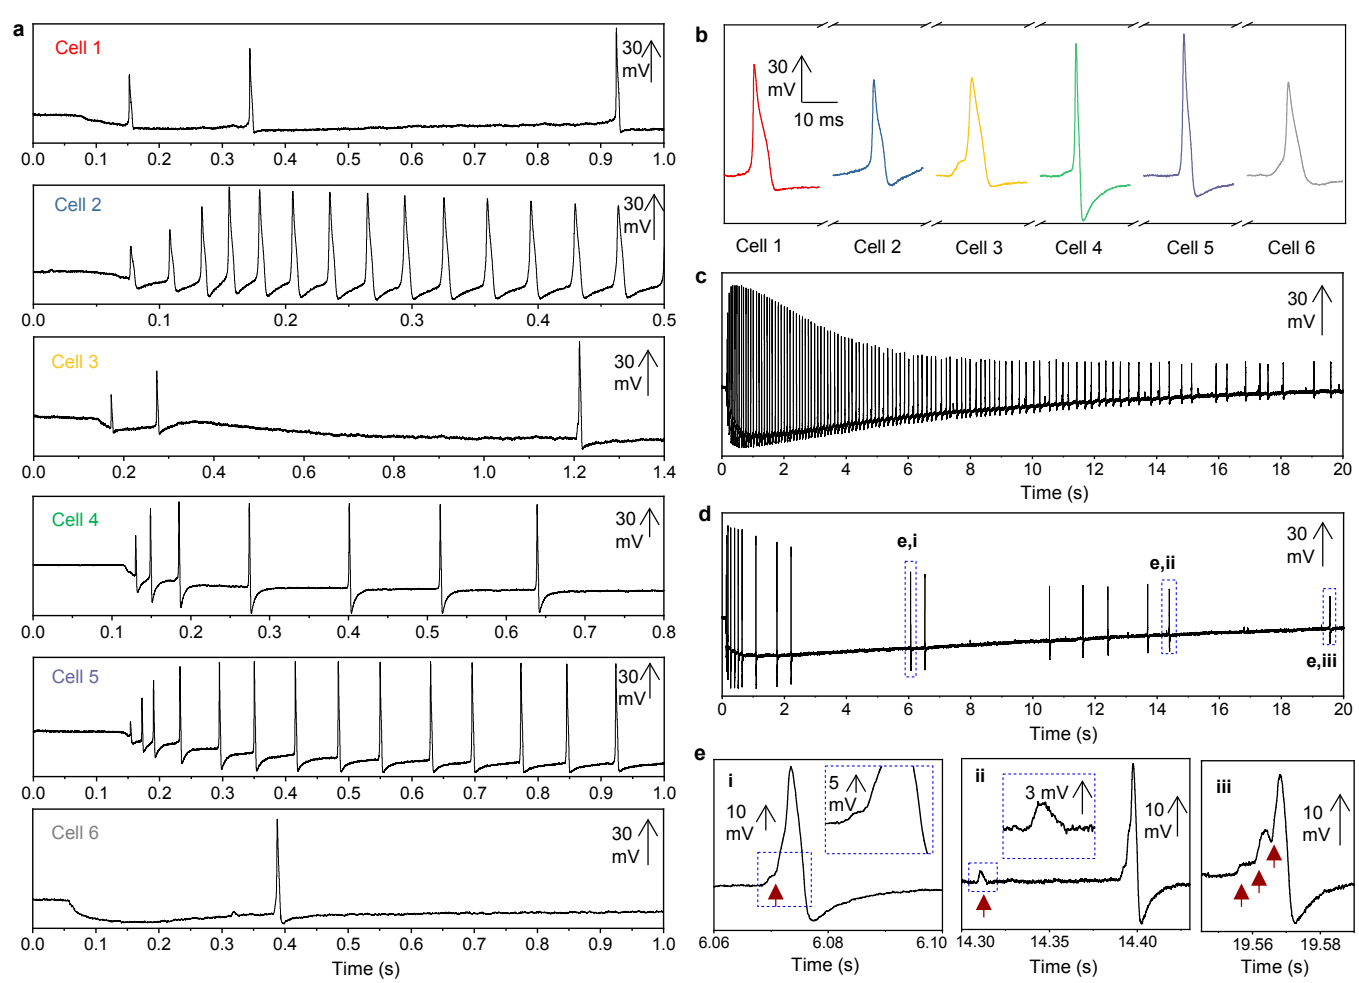 a
Cell 1
30
mV
0.0 0.1 0.2 0.3 0.4 0.5 0.6 0.7 0.8 0.9 1.0
Cell 2
30
mV
0.0 0.1 0.2 0.3 0.4 0.5
Cell 3
30
mV
0.0 0.2 0.4 0.6 0.8 1.0 1.2 1.4
Cell 4
30
mV
0.0 0.1 0.2 0.3 0.4 0.5 0.6 0.7 0.8
Cell 5
30
mV
0.0 0.1 0.2 0.3 0.4 0.5 0.6 0.7 0.8 0.9 1.0
Cell 6
30
mV
0.0 0.1 0.2 0.3 0.4 0.5 0.6 0.7 0.8 0.9 1.0
Time (s)
b
30
mV
10 ms
Cell 1 Cell 2 Cell 3 Cell 4 Cell 5 Cell 6
c
30
mV
0 2 4 6 8 10 12 14 16 18 20
Time (s)
d
e,i
e,ii
30
mV
e,iii
0 2 4 6 8 10 12 14 16 18 20
Time (s)
e
i
10
mV
5
mV
6.06 6.08 6.10
Time (s)
ii
3 mV
10
mV
14.30 14.35 14.40
Time (s)
iii
10
mV
19.56 19.58
Time (s)